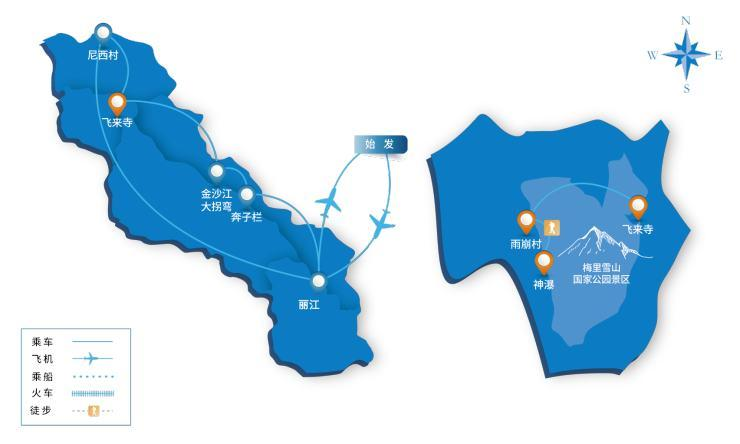 尼西村
飞来寺
金沙江
大拐弯
奔子栏
丽江
始 发
N
W
E
S
飞来寺
雨崩村
神瀑
梅里雪山
国家公园景区
乘车
飞机
乘船
火车
徒步